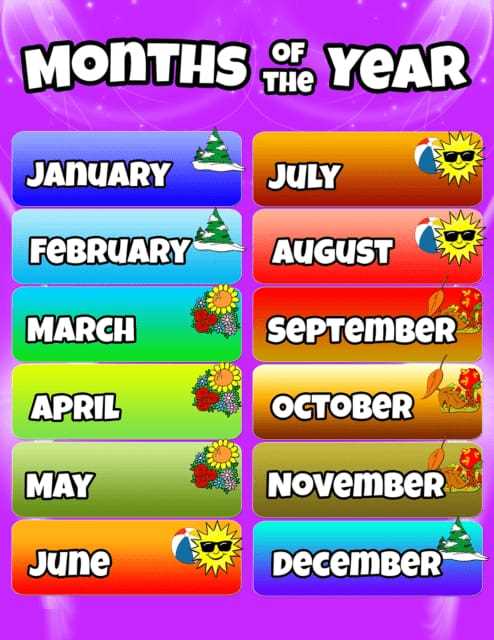 MONTHS OF THE YEAR
JANUARY
FEBRUARY
MARCH
APRIL
MAY
JUNE
JULY
AUGUST
SEPTEMBER
OCTOBER
NOVEMBER
DECEMBER